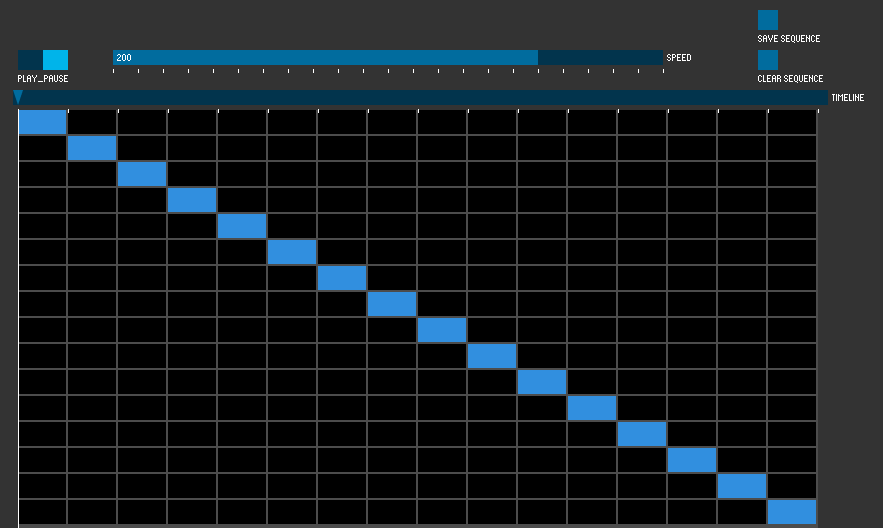 SAVE SEQUENCE
200
SPEED
PLAY_PAUSE
CLEAR SEQUENCE
TIMELINE